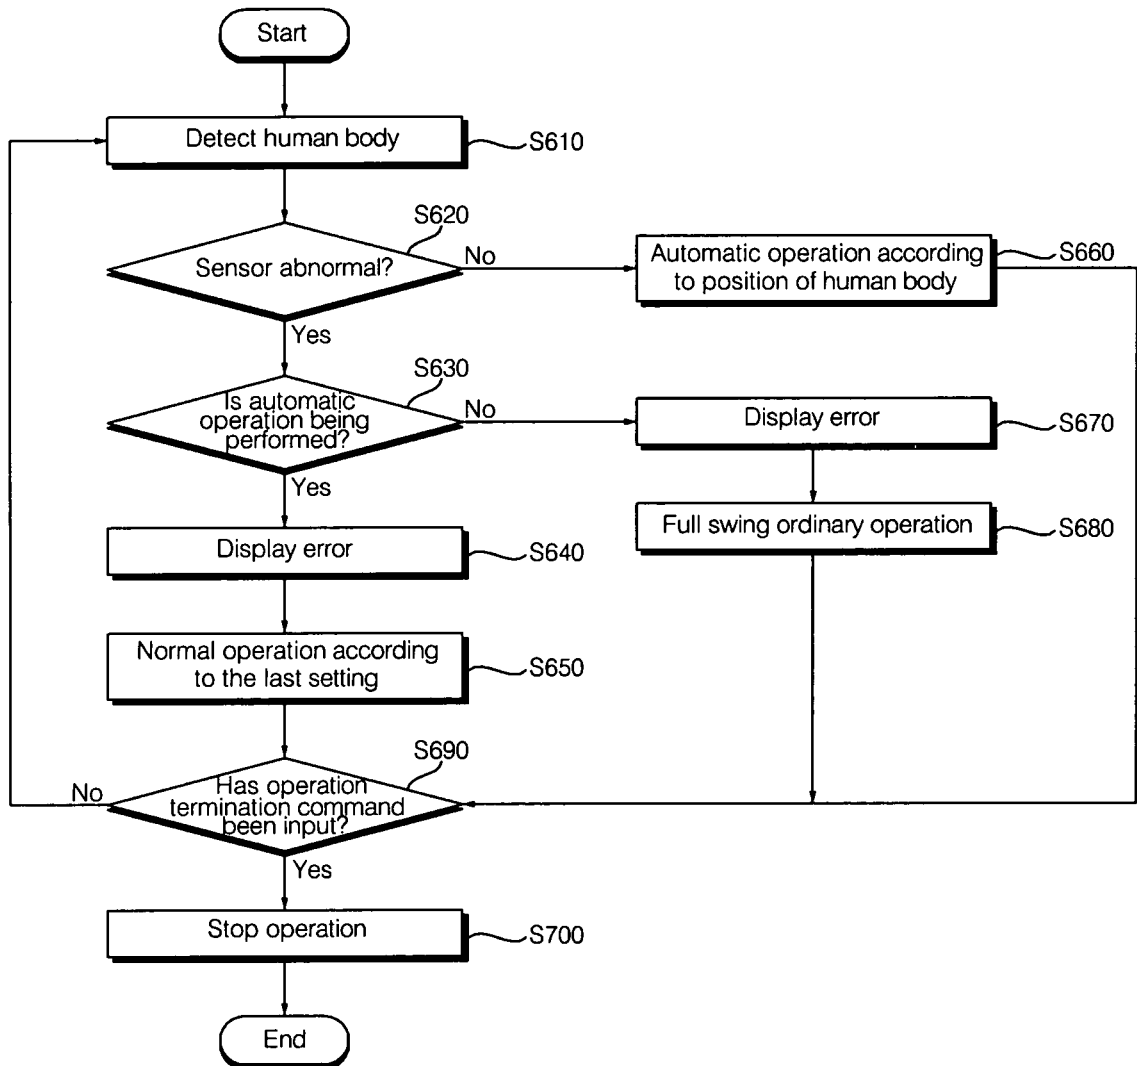 Start
Detect human body
S610
S620
Sensor abnormal?
No
Automatic operation according
to position of human body
S660
Yes
S630
Is automatic
operation being
performed?
No
Display error
S670
Yes
Full swing ordinary operation
S680
Display error
S640
Normal operation according
to the last setting
S650
S690
No
Has operation
termination command
been input?
Yes
Stop operation
S700
End